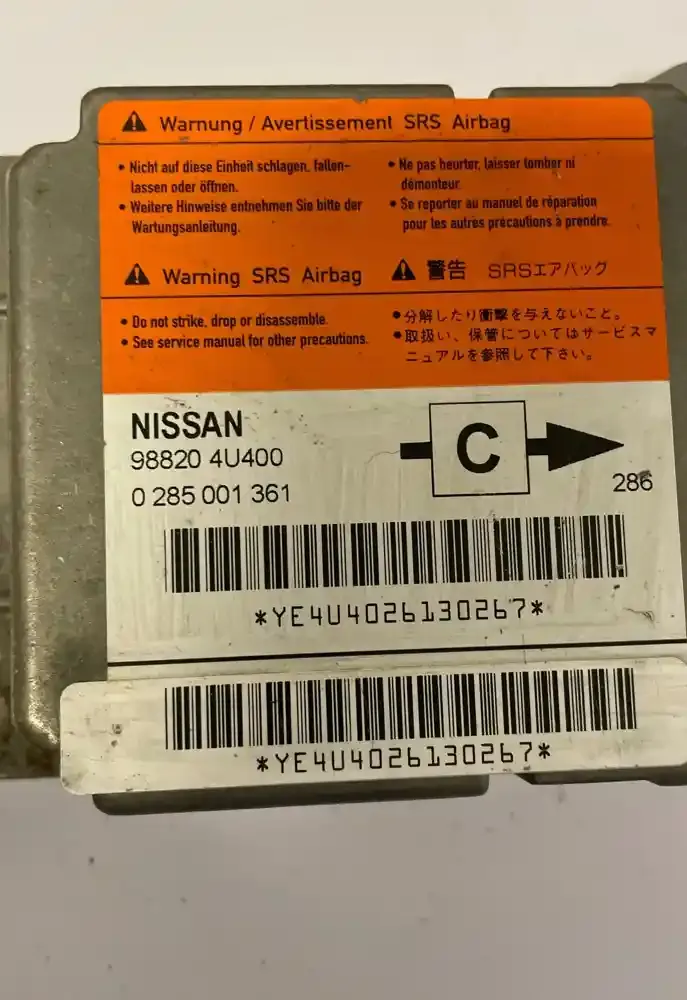 Warnung / Avertissement SRS Airbag
• Nicht auf diese Einheit schlagen, fallen-
lassen oder öffnen.
• Weitere Hinweise entnehmen Sie bitte der
Wartungsanleitung.
• Ne pas heurter, laisser tomber ni
démonteur.
• Se reporter au manuel de réparation
pour les autres précautions à prendre.
Warning SRS Airbag
• Do not strike, drop or disassemble.
• See service manual for other precautions.
警告 SRSエアバッグ
●分解したり衝撃を与えないこと。
●取扱い、保管についてはサービスマ
ニュアルを参照して下さい。
NISSAN
98820 4U400
0 285 001 361
C
286
*YE4U4026130267*
*YE4U4026130267*